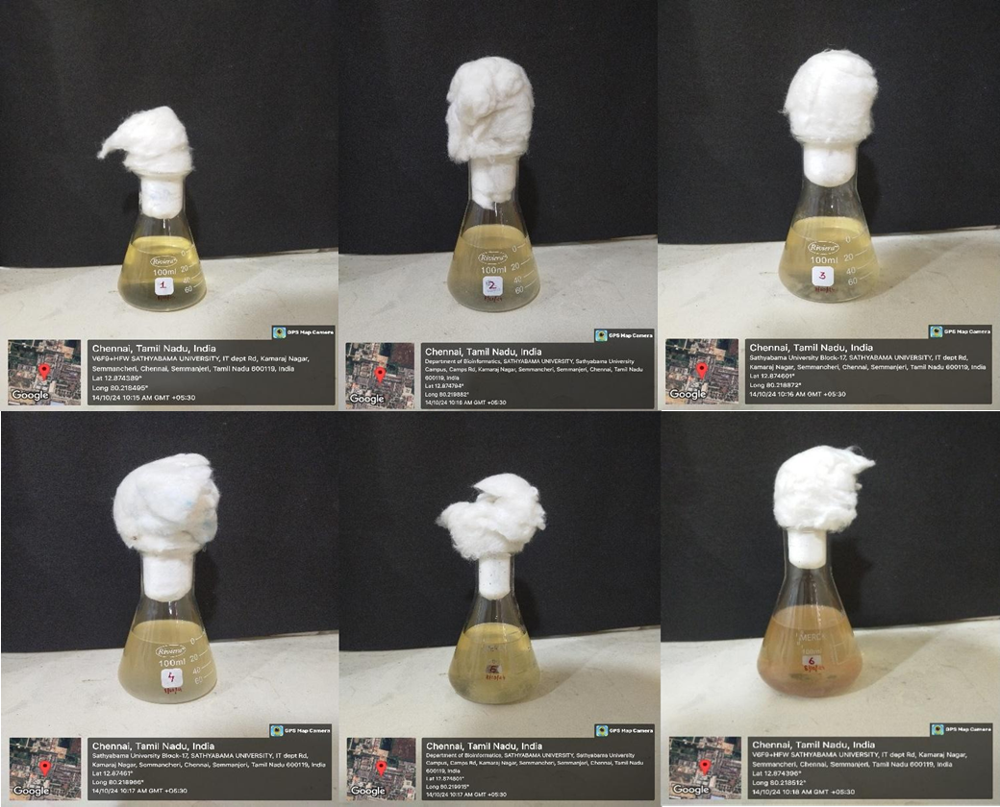 Riviera
100ml
0
20
40
60
1
GPS Map Camera
Google
Chennai, Tamil Nadu, India
V6F9+HFW SATHYABAMA UNIVERSITY, IT dept Rd, Kamaraj Nagar,
Semmancheri, Chennai, Semmanjeri, Tamil Nadu 600119, India
Lat 12.874389°
Long 80.218495°
14/10/24 10:15 AM GMT +05:30
Riviera
100ml
0
20
40
60
2
GPS Map Camera
Google
Chennai, Tamil Nadu, India
Department of Bioinformatics, SATHYABAMA UNIVERSITY, Sathyabama University
Campus, Camps Rd, Kamaraj Nagar, Semmancheri, Semmanjeri, Chennai, Tamil Nadu
600119, India
Lat 12.874794°
Long 80.219882°
14/10/24 10:16 AM GMT +05:30
Riviera
100ml
0
20
40
60
3
GPS Map Camera
Google
Chennai, Tamil Nadu, India
Sathyabama University Block-17, SATHYABAMA UNIVERSITY, IT dept Rd,
Kamaraj Nagar, Semmancheri, Chennai, Semmanjeri, Tamil Nadu 600119, India
Lat 12.874601°
Long 80.218872°
14/10/24 10:16 AM GMT +05:30
Riviera
100ml
0
20
40
60
4
GPS Map Camera
Google
Chennai, Tamil Nadu, India
Sathyabama University Block-17, SATHYABAMA UNIVERSITY, IT dept Rd,
Kamaraj Nagar, Semmancheri, Chennai, Semmanjeri, Tamil Nadu 600119, India
Lat 12.87461°
Long 80.218966°
14/10/24 10:17 AM GMT +05:30
5
GPS Map Camera
Google
Chennai, Tamil Nadu, India
Department of Bioinformatics, SATHYABAMA UNIVERSITY, Sathyabama University
Campus, Camps Rd, Kamaraj Nagar, Semmancheri, Semmanjeri, Chennai, Tamil Nadu
600119, India
Lat 12.874801°
Long 80.219915°
14/10/24 10:17 AM GMT +05:30
MERCK
6
GPS Map Camera
Google
Chennai, Tamil Nadu, India
V6F9+HFW SATHYABAMA UNIVERSITY, IT dept Rd, Kamaraj Nagar,
Semmancheri, Chennai, Semmanjeri, Tamil Nadu 600119, India
Lat 12.874396°
Long 80.218512°
14/10/24 10:18 AM GMT +05:30